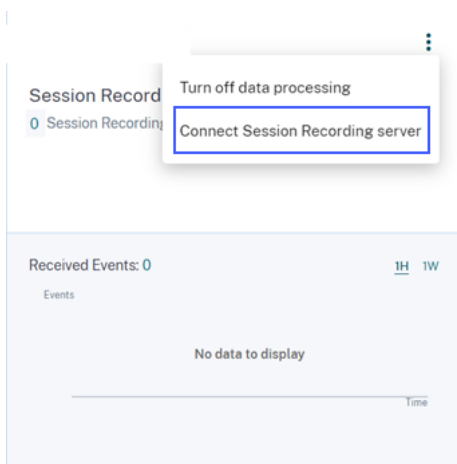 Turn off data processing
Session Record
0 Session Recording
Connect Session Recording server
Received Events: 0
1H 1W
Events
No data to display
Time